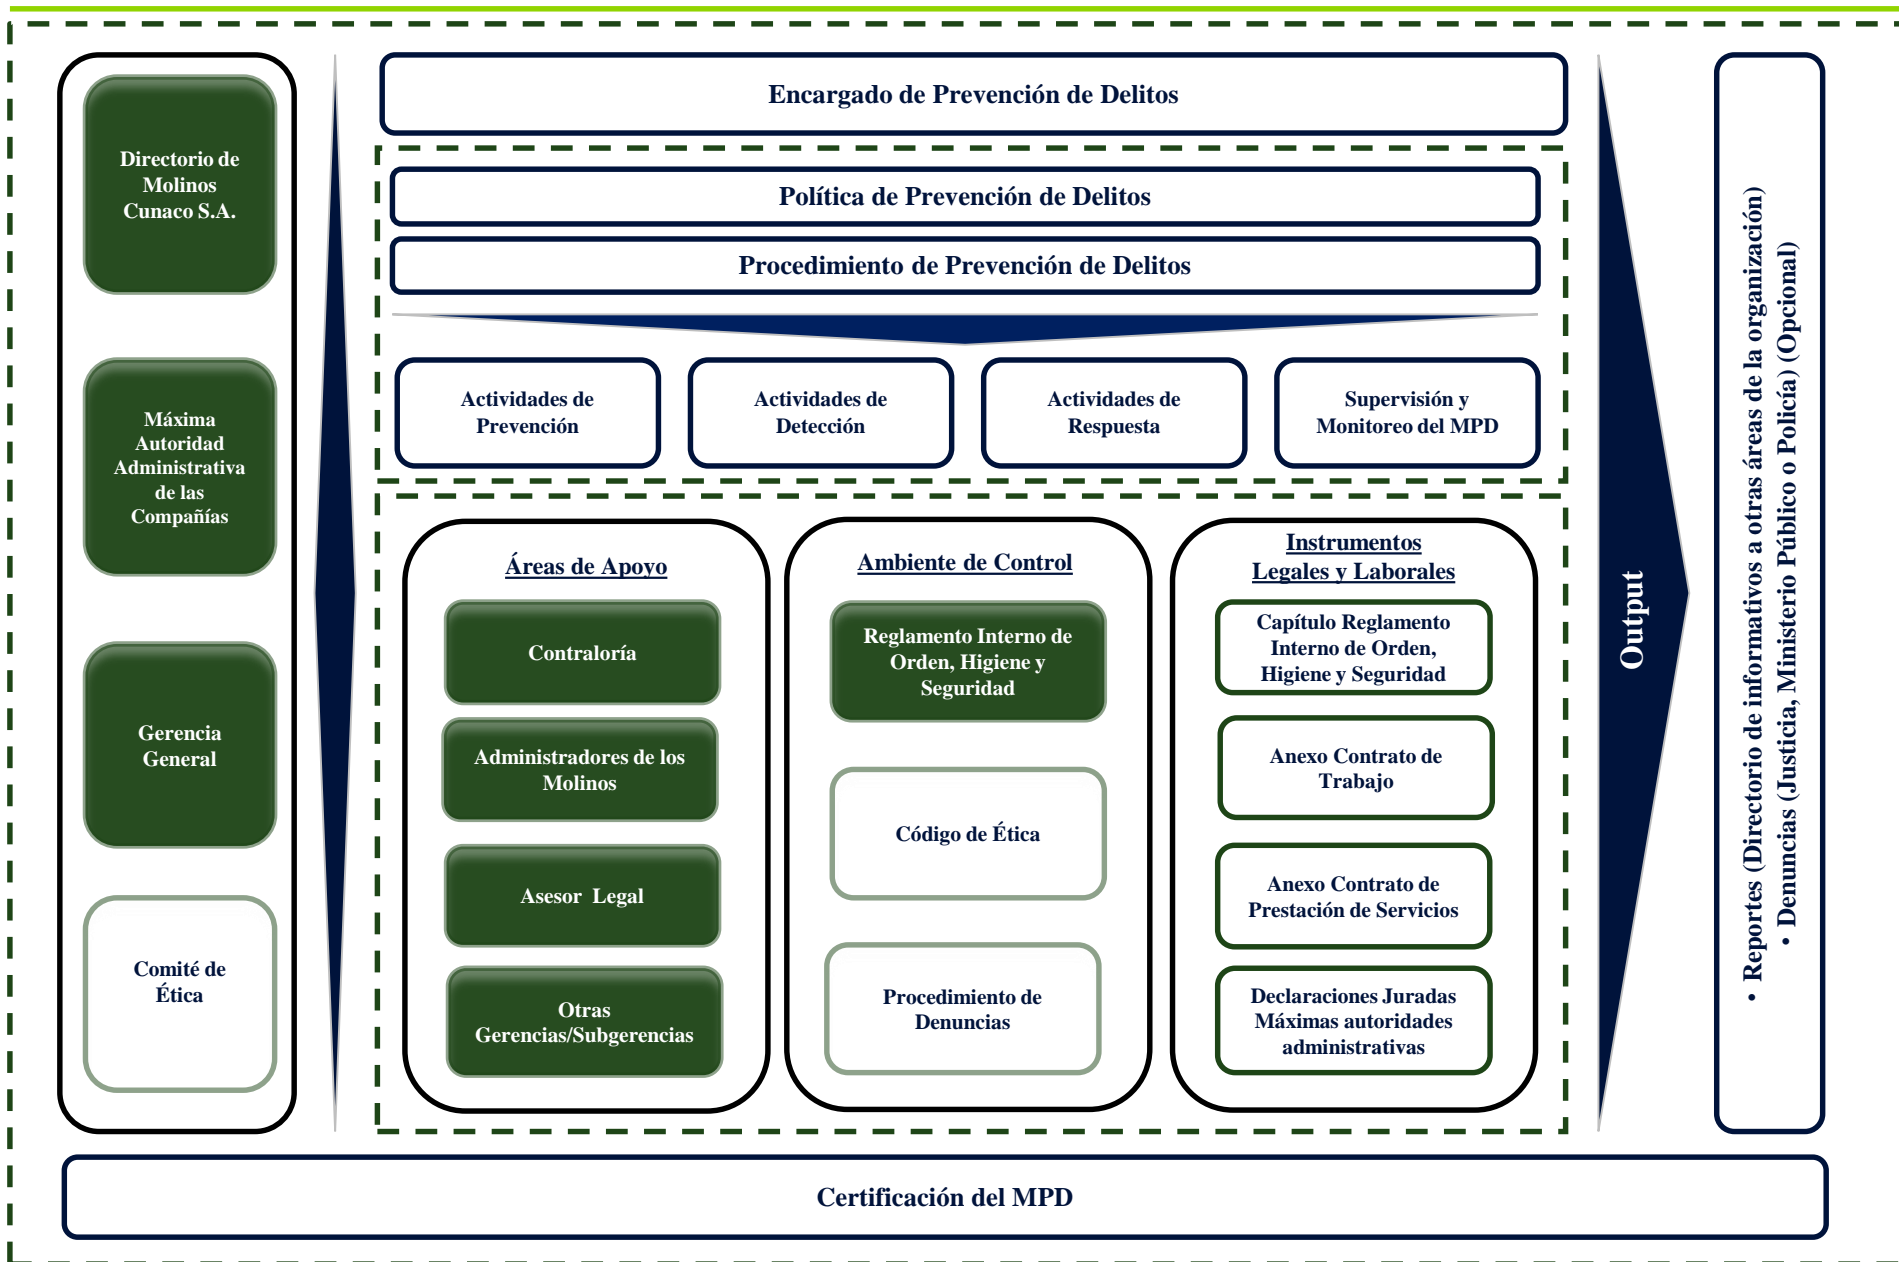 Directorio de
Molinos
Cunaco S.A.
Máxima
Autoridad
Administrativa
de las
Compañías
Gerencia
General
Comité de
Ética
Encargado de Prevención de Delitos
Política de Prevención de Delitos
Procedimiento de Prevención de Delitos
Actividades de
Prevención
Actividades de
Detección
Actividades de
Respuesta
Supervisión y
Monitoreo del MPD
Áreas de Apoyo
Contraloría
Administradores de los
Molinos
Asesor Legal
Otras
Gerencias/Subgerencias
Ambiente de Control
Reglamento Interno de
Orden, Higiene y
Seguridad
Código de Ética
Procedimiento de
Denuncias
Instrumentos
Legales y Laborales
Capítulo Reglamento
Interno de Orden,
Higiene y Seguridad
Anexo Contrato de
Trabajo
Anexo Contrato de
Prestación de Servicios
Declaraciones Juradas
Máximas autoridades
administrativas
Output
• Reportes (Directorio de informativos a otras áreas de la organización)
• Denuncias (Justicia, Ministerio Público o Policía) (Opcional)
Certificación del MPD